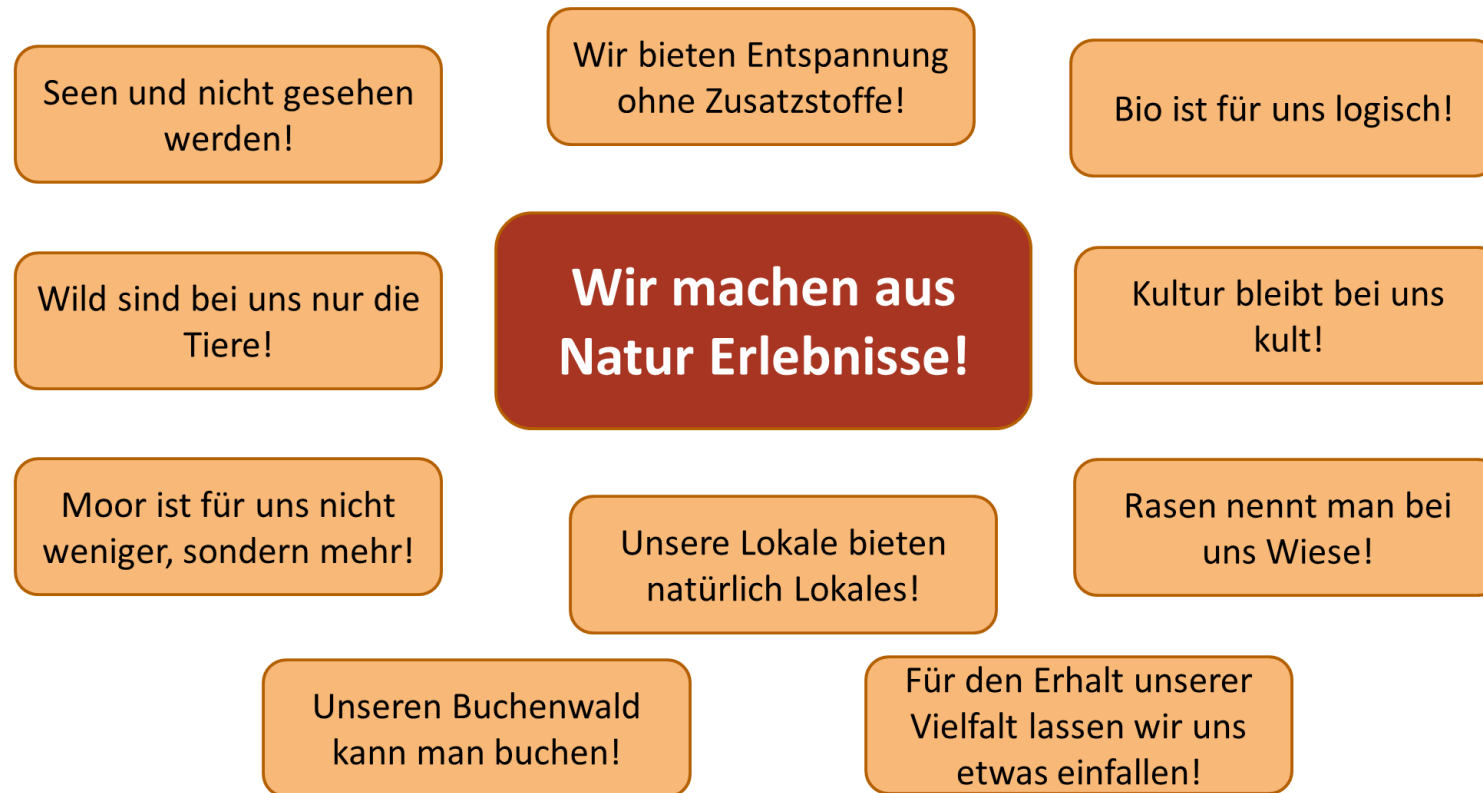 Seen und nicht gesehen
werden!
Wir bieten Entspannung
ohne Zusatzstoffe!
Bio ist für uns logisch!
Wild sind bei uns nur die
Tiere!
Wir machen aus
Natur Erlebnisse!
Kultur bleibt bei uns
kult!
Moor ist für uns nicht
weniger, sondern mehr!
Unsere Lokale bieten
natürlich Lokales!
Rasen nennt man bei
uns Wiese!
Unseren Buchenwald
kann man buchen!
Für den Erhalt unserer
Vielfalt lassen wir uns
etwas einfallen!